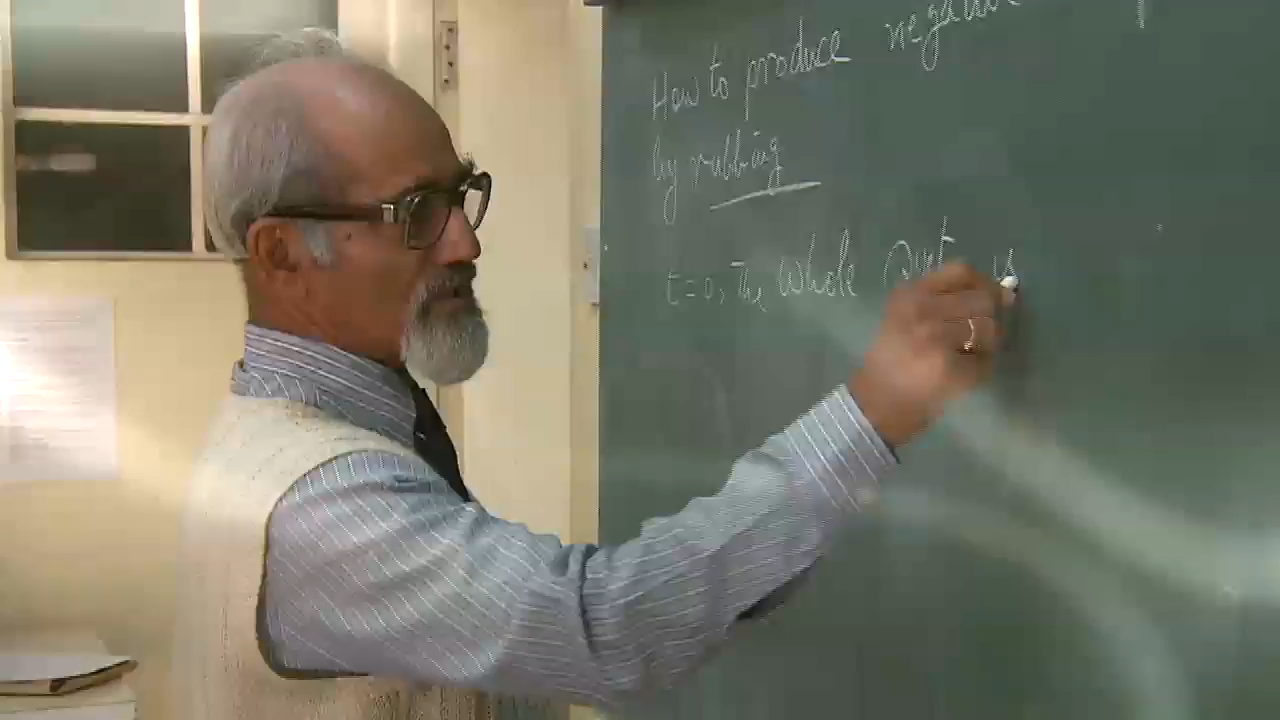 How to produce negative
by rubbing
t=0, The whole